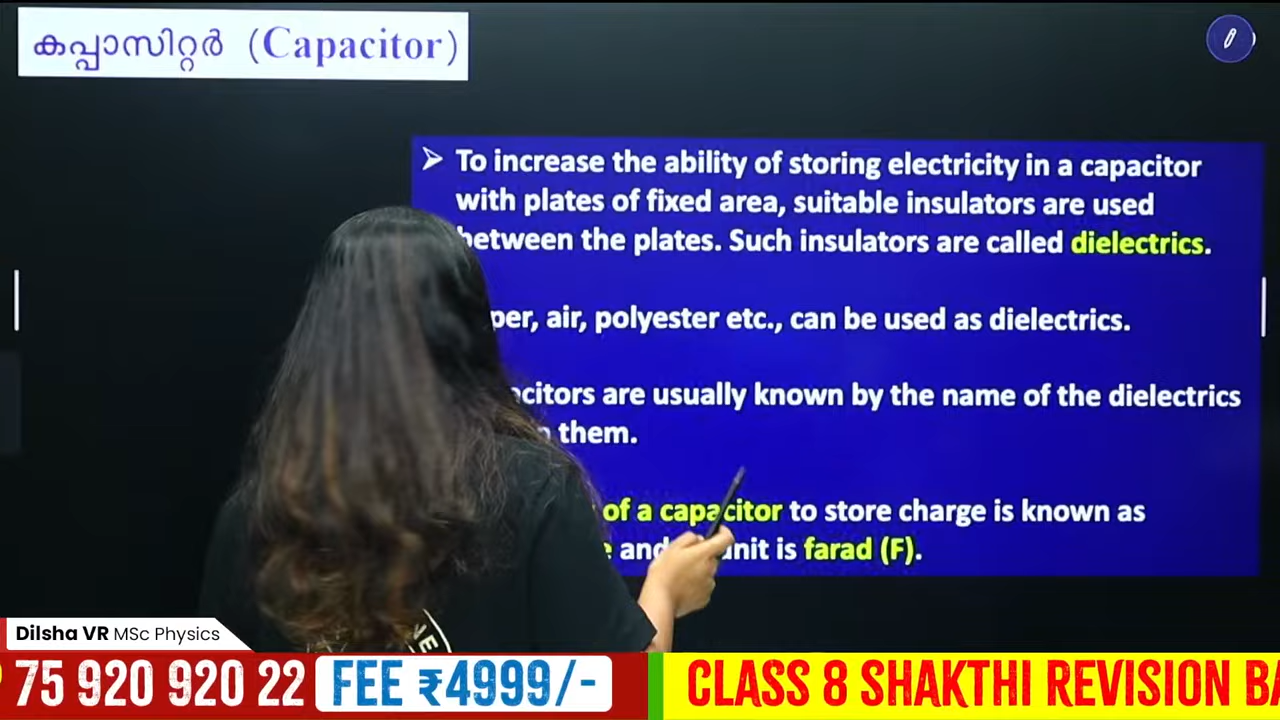 കപ്പാസിറ്റർ (Capacitor)
➤ To increase the ability of storing electricity in a capacitor
with plates of fixed area, suitable insulators are used
between the plates. Such insulators are called dielectrics.
air, polyester etc., can be used as dielectrics.
are usually known by the name of the dielectrics
them.
of a capacitor to store charge is known as
and unit is farad (F).
Dilsha VR MSc Physics
75 920 920 22 FEE ₹4999/- CLASS 8 SHAKTHI REVISION